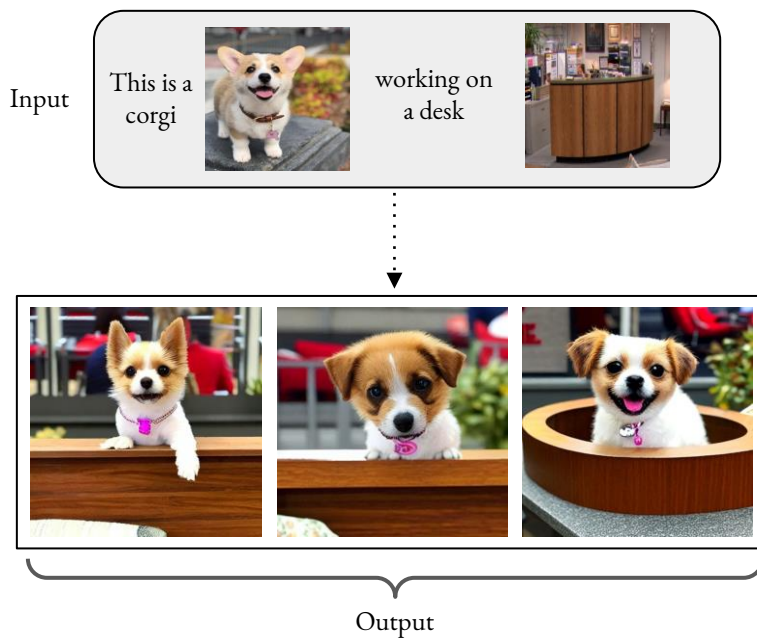 Input
This is a
corgi
working on
a desk
Output